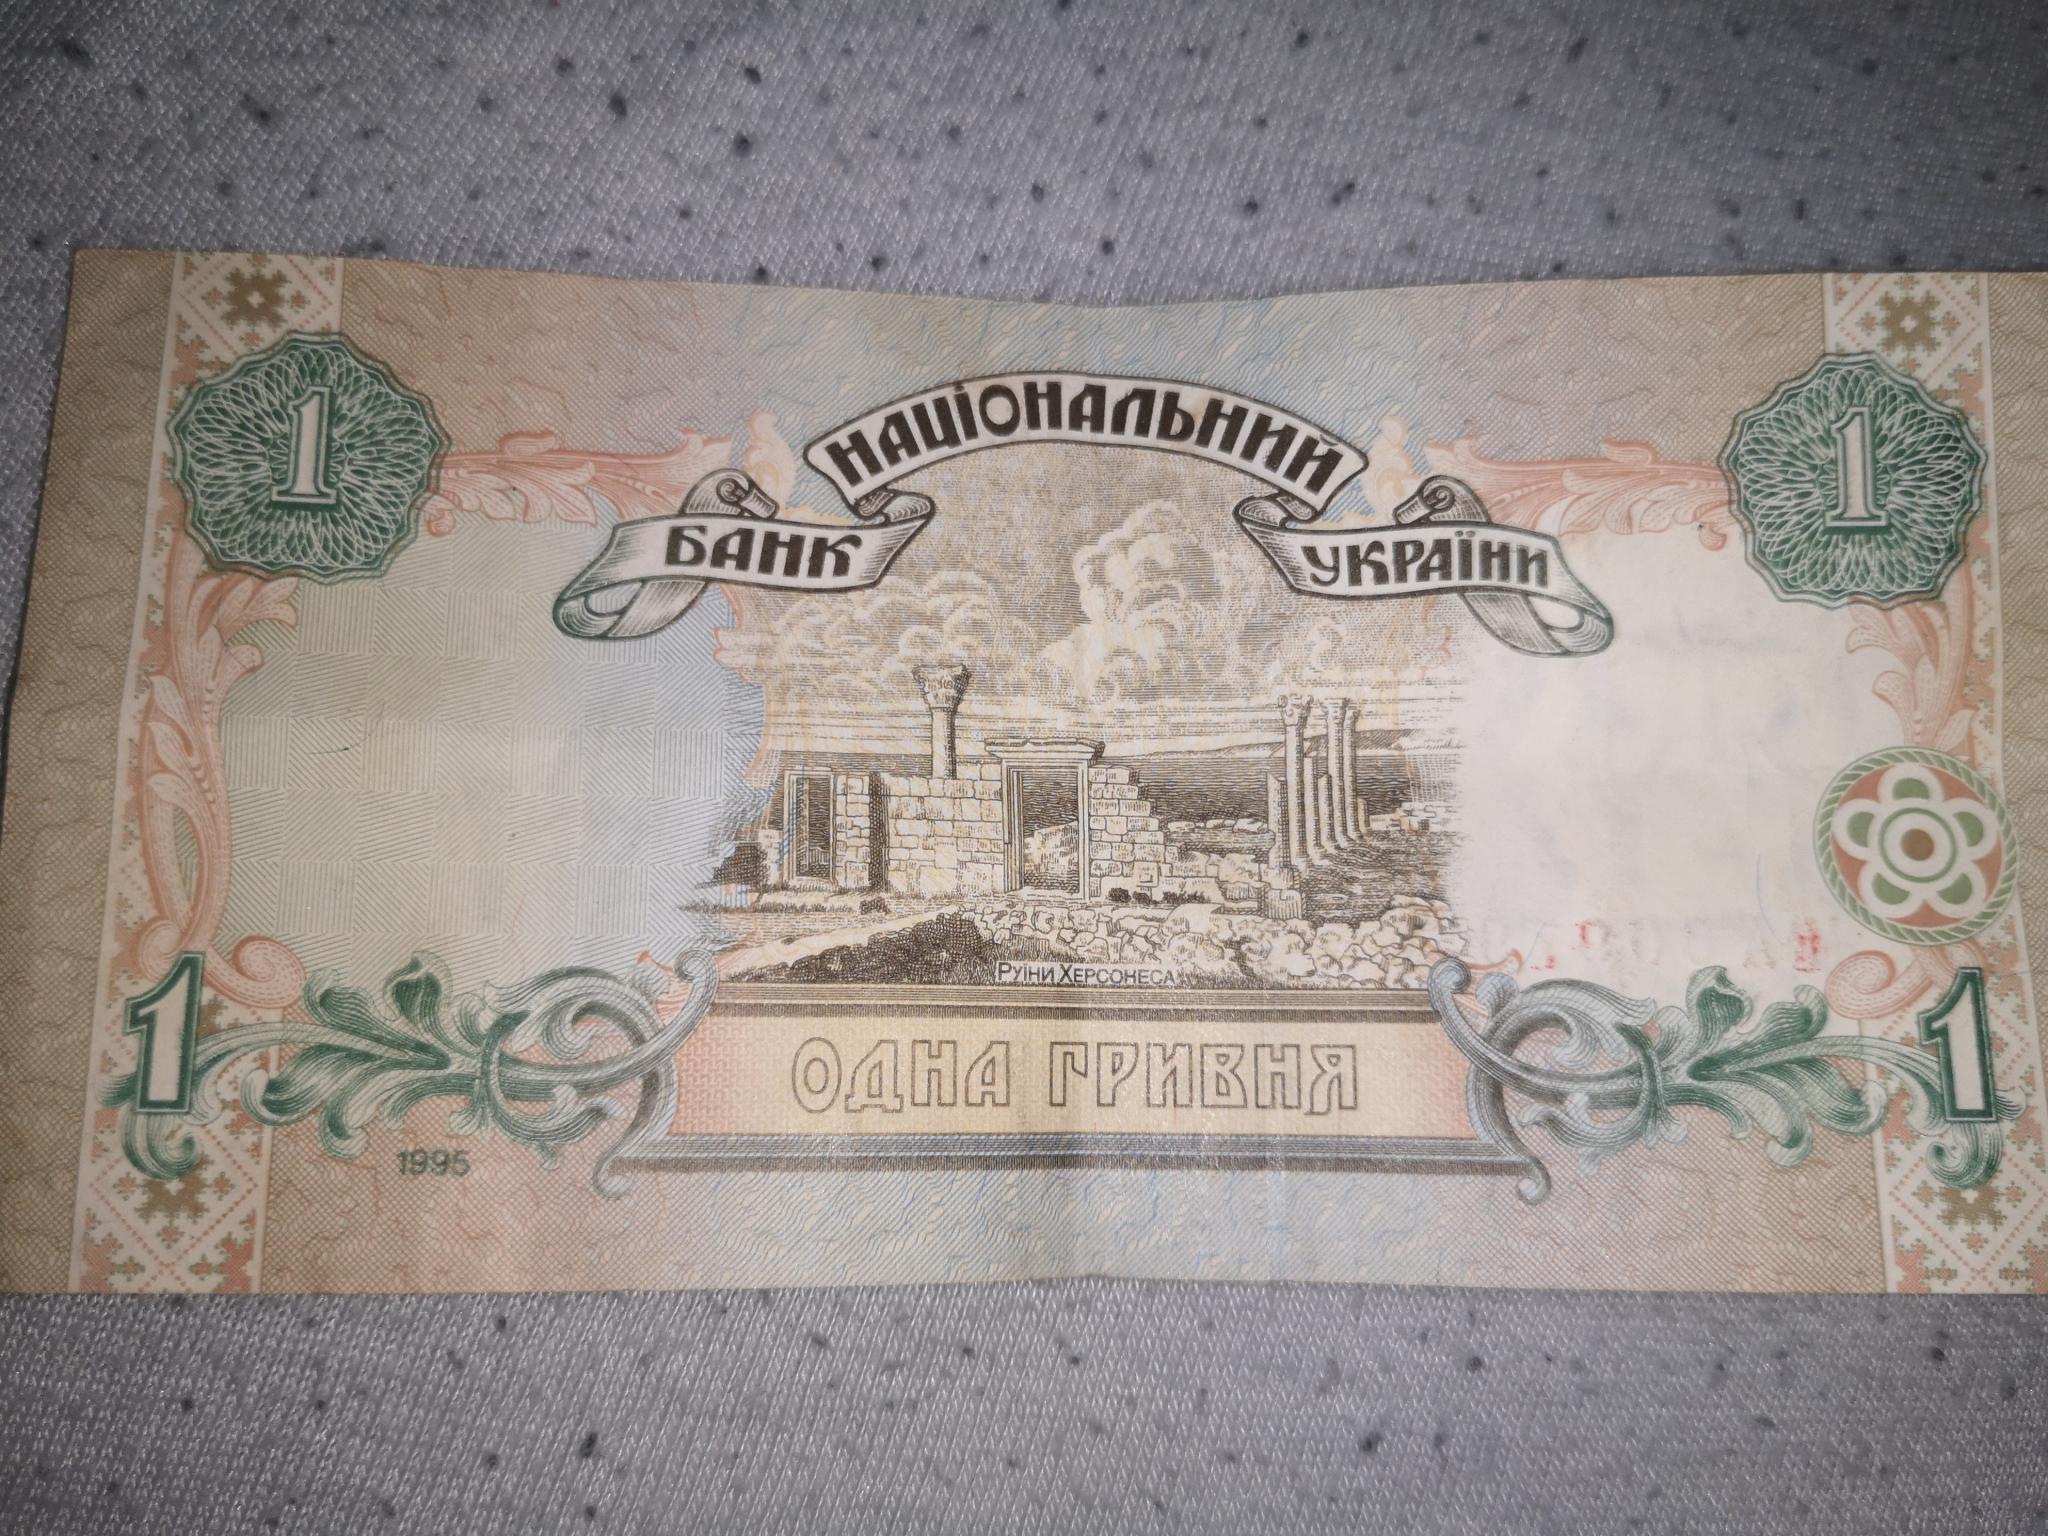 1
1
НАЦІОНАЛЬНИЙ
БАНК
УКРАЇНИ
РУЇНИ ХЕРСОНЕСА
1
1
ОДНА ГРИВНЯ
1995